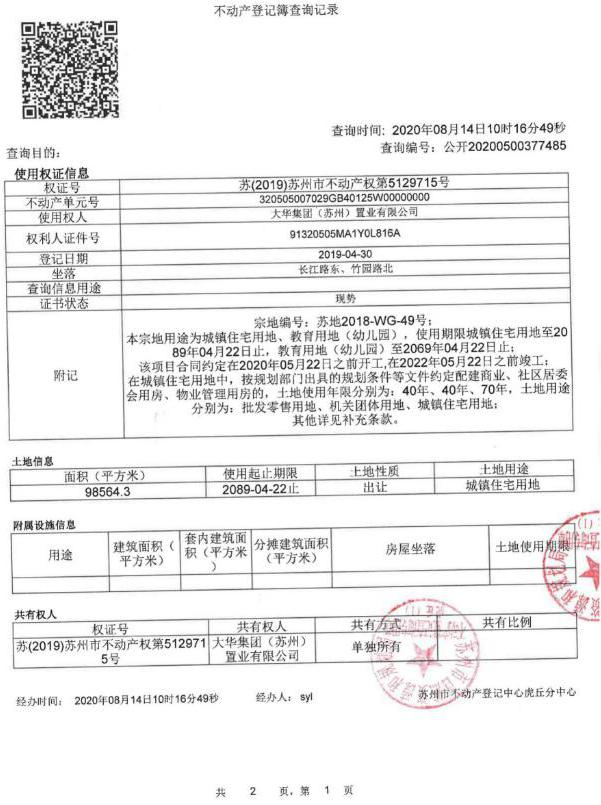 不动产登记簿查询记录
查询时间：2020年08月14日10时16分49秒
查询目的：
查询编号：公开20200500377485
使用权证信息
权证号 苏(2019)苏州市不动产权第5129715号
不动产单元号 320505007029GB40125W00000000
使用权人 大华集团（苏州）置业有限公司
权利人证件号 91320505MA1Y0L816A
登记日期 2019-04-30
坐落 长江路东、竹园路北
查询信息用途
证书状态 现势
附记
宗地编号：苏地2018-WG-49号；
本宗地用途为城镇住宅用地、教育用地（幼儿园），使用期限城镇住宅用地至20
89年04月22日止，教育用地（幼儿园）至2069年04月22日止；
该项目合同约定在2020年05月22日之前开工,在2022年05月22日之前竣工；
在城镇住宅用地中，按规划部门出具的规划条件等文件约定配建商业、社区居委
会用房、物业管理用房的，土地使用年限分别为：40年、40年、70年，土地用途
分别为：批发零售用地、机关团体用地、城镇住宅用地；
其他详见补充条款。
土地信息
面积（平方米） 使用起止期限 土地性质 土地用途
98564.3 2089-04-22止 出让 城镇住宅用地
附属设施信息
用途 建筑面积（平方米） 套内建筑面积（平方米） 分摊建筑面积（平方米） 房屋坐落 土地使用期限
共有权人
权证号 共有权人 共有方式 共有比例
苏(2019)苏州市不动产权第512971 大华集团（苏州） 单独所有
5号 置业有限公司
经办时间：2020年08月14日10时16分49秒 经办人：syl 苏州市不动产登记中心虎丘分中心
共 2 页，第 1 页